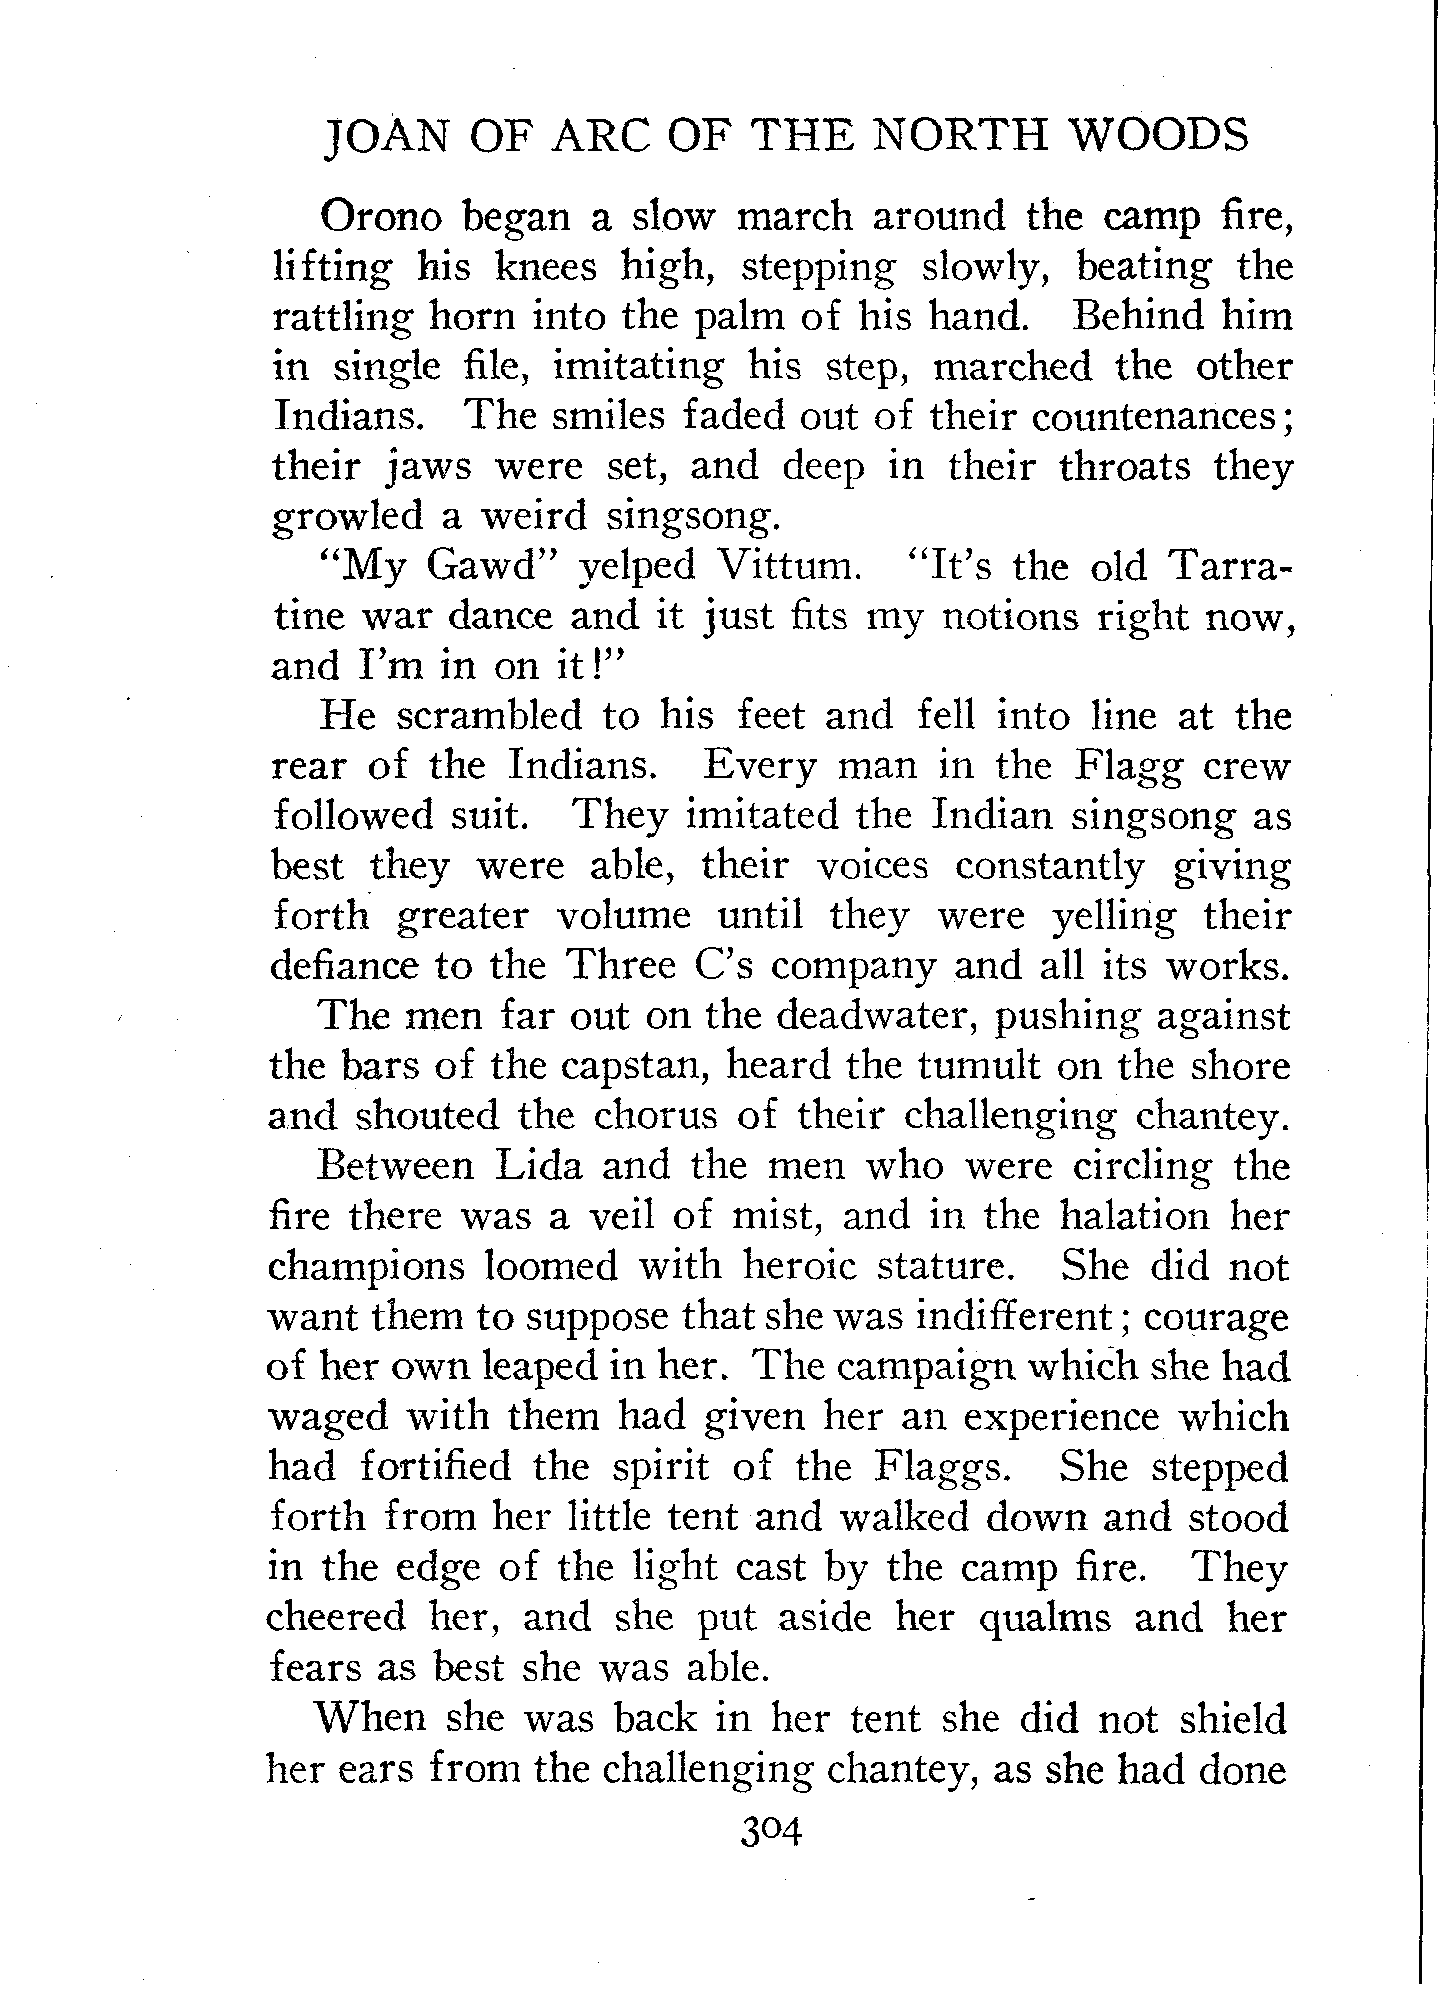 JOAN OF ARC OF THE NORTH WOODS
Orono began a slow march around the camp fire,
lifting his knees high, stepping slowly, beating the
rattling horn into the palm of his hand. Behind him
in single file, imitating his step, marched the other
Indians. The smiles faded out of their countenances;
their jaws were set, and deep in their throats they
growled a weird singsong.
"My Gawd" yelped Vittum. "It's the old Tarra-
tine war dance and it just fits my notions right now,
and I'm in on it!"
He scrambled to his feet and fell into line at the
rear of the Indians. Every man in the Flagg crew
followed suit. They imitated the Indian singsong as
best they were able, their voices constantly giving
forth greater volume until they were yelling their
defiance to the Three C's company and all its works.
The men far out on the deadwater, pushing against
the bars of the capstan, heard the tumult on the shore
and shouted the chorus of their challenging chantey.
Between Lida and the men who were circling the
fire there was a veil of mist, and in the halation her
champions loomed with heroic stature. She did not
want them to suppose that she was indifferent; courage
of her own leaped in her. The campaign which she had
waged with them had given her an experience which
had fortified the spirit of the Flaggs. She stepped
forth from her little tent and walked down and stood
in the edge of the light cast by the camp fire. They
cheered her, and she put aside her qualms and her
fears as best she was able.
When she was back in her tent she did not shield
her ears from the challenging chantey, as she had done
304